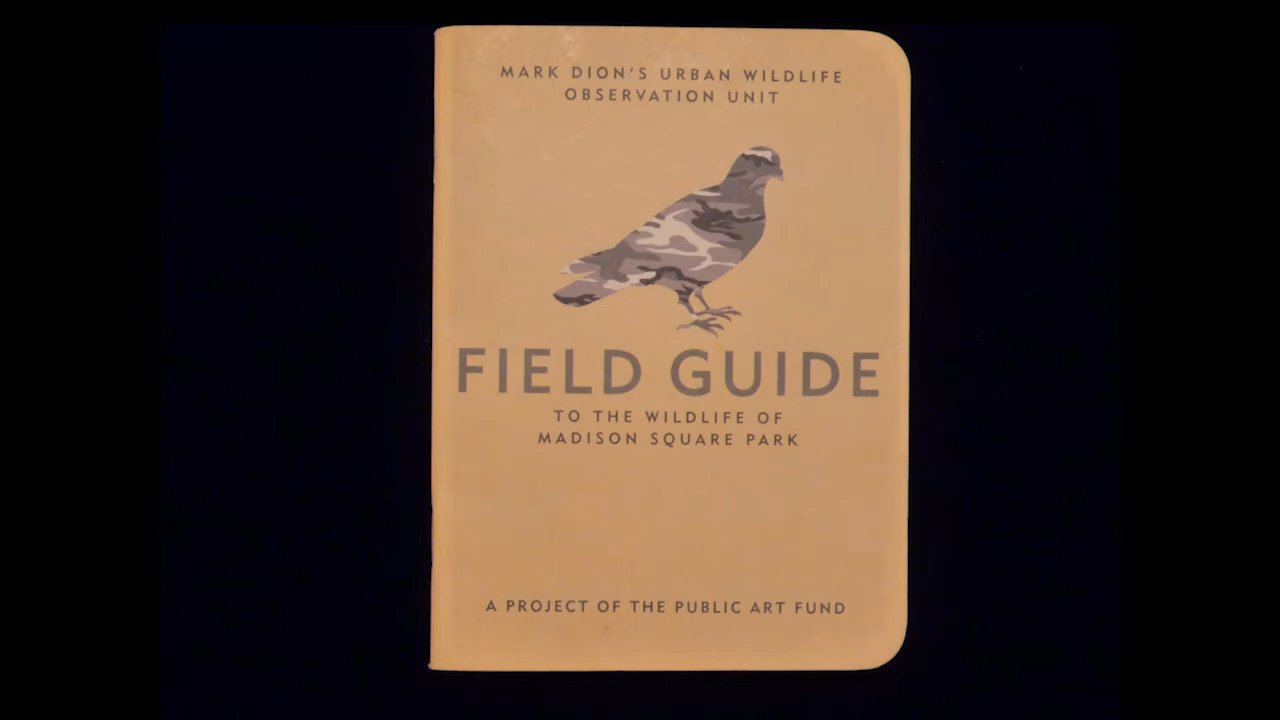 MARK DION'S URBAN WILDLIFE
OBSERVATION UNIT
FIELD GUIDE
TO THE WILDLIFE OF
MADISON SQUARE PARK
A PROJECT OF THE PUBLIC ART FUND